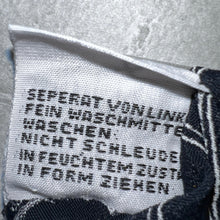 SEPERAT VON LINK
FEIN WASCHMITTE
WASCHEN.
NICHT SCHLEUDE
IN FEUCHTEM ZUST
IN FORM ZIEHEN